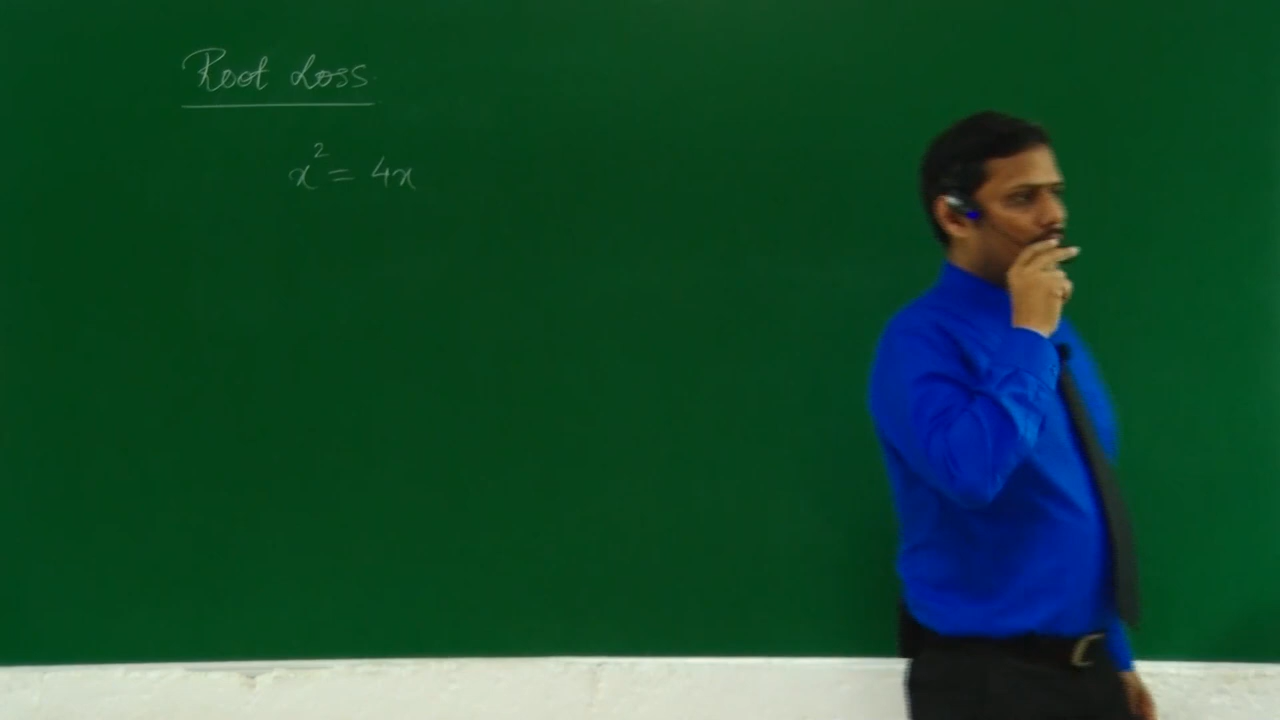 Root Loss
x² = 4x